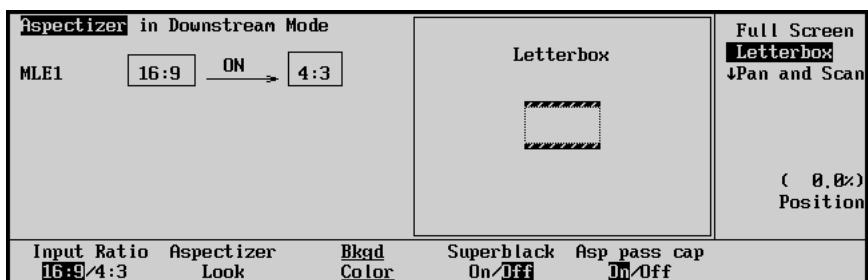 Aspectizer in Downstream Mode
MLE1 16:9 ON 4:3
Letterbox
Full Screen
Letterbox
↓Pan and Scan
( 0.0%)
Position
Input Ratio Aspectizer Bkgd Superblack Asp pass cap
16:9/4:3 Look Color On/Off On/Off